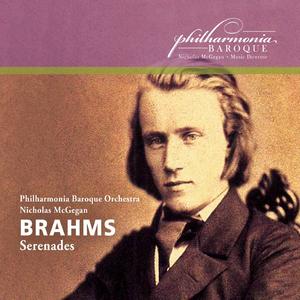 philharmonia
BAROQUE
Nicholas McGegan • Music Director
Philharmonia Baroque Orchestra
Nicholas McGegan
BRAHMS
Serenades